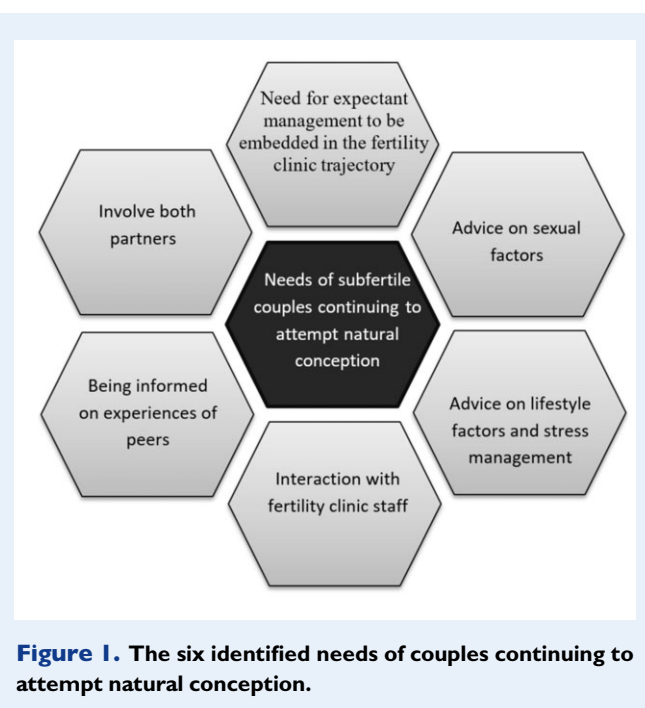 Need for expectant
management to be
embedded in the fertility
clinic trajectory
Involve both
partners
Advice on sexual
factors
Needs of subfertile
couples continuing to
attempt natural
conception
Being informed
on experiences of
peers
Advice on lifestyle
factors and stress
management
Interaction with
fertility clinic staff
Figure 1. The six identified needs of couples continuing to
attempt natural conception.